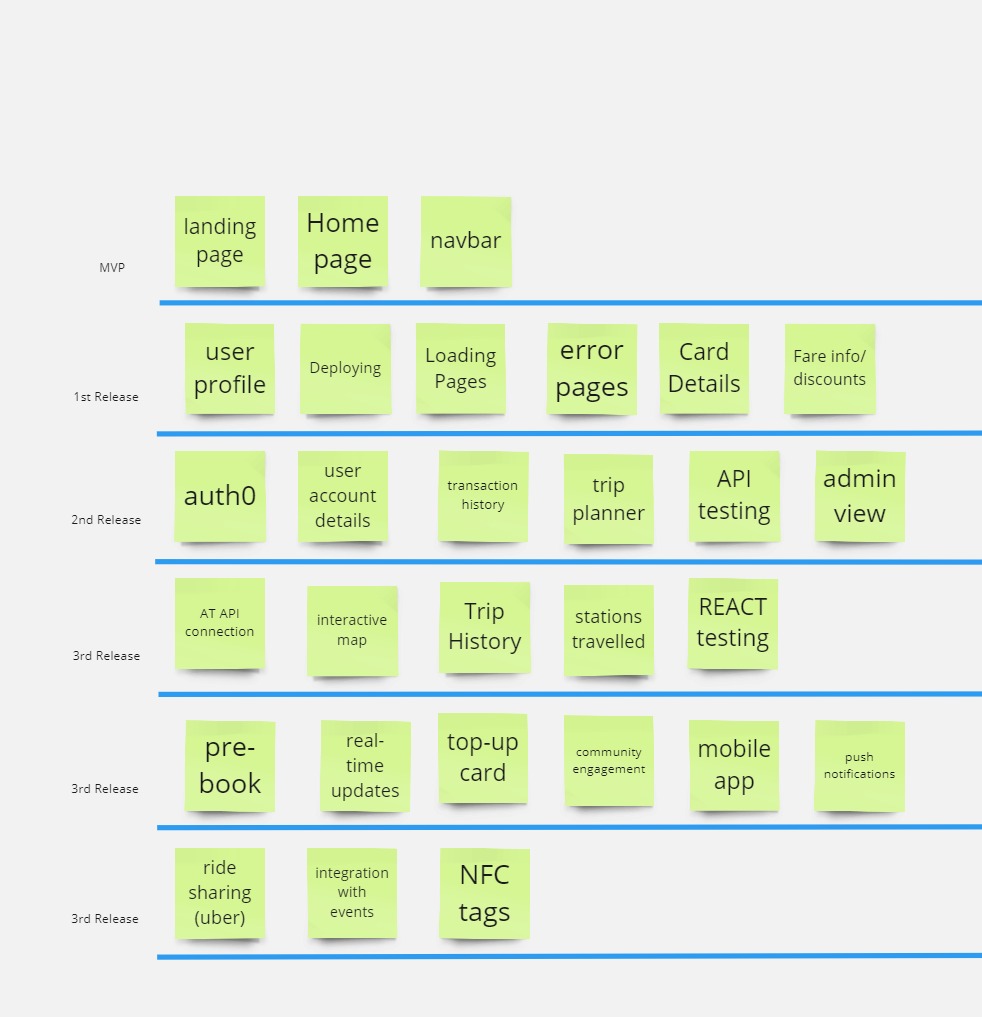 landing
page
Home
page
navbar
MVP
user
profile
Deploying
Loading
Pages
error
pages
Card
Details
Fare info/
discounts
1st Release
auth0
user
account
details
transaction
history
trip
planner
API
testing
admin
view
2nd Release
AT API
connection
interactive
map
Trip
History
stations
travelled
REACT
testing
3rd Release
pre-
book
real-
time
updates
top-up
card
community
engagement
mobile
app
push
notifications
3rd Release
ride
sharing
(uber)
integration
with
events
NFC
tags
3rd Release